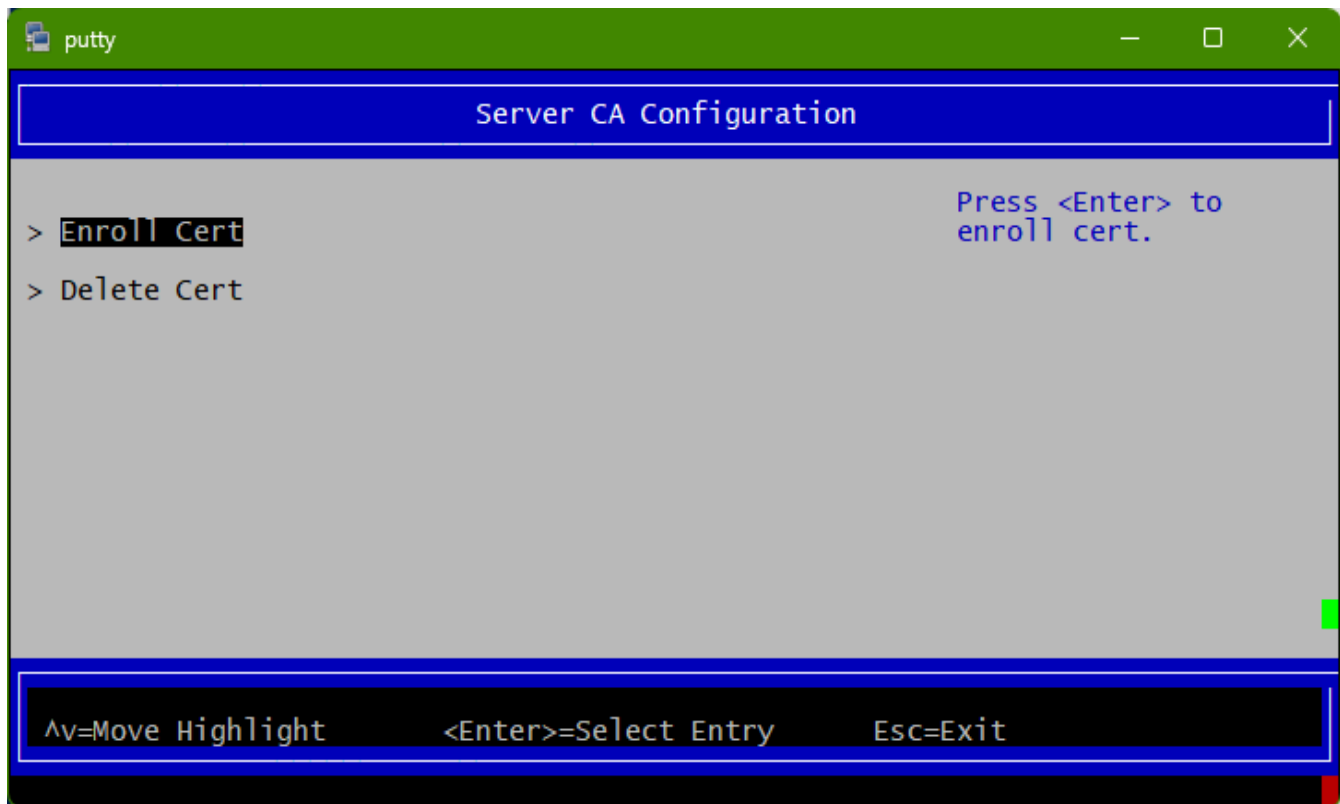 putty
Server CA Configuration
Press <Enter> to
> Enroll Cert
enroll cert.
> Delete Cert
^v=Move Highlight <Enter>=Select Entry Esc=Exit